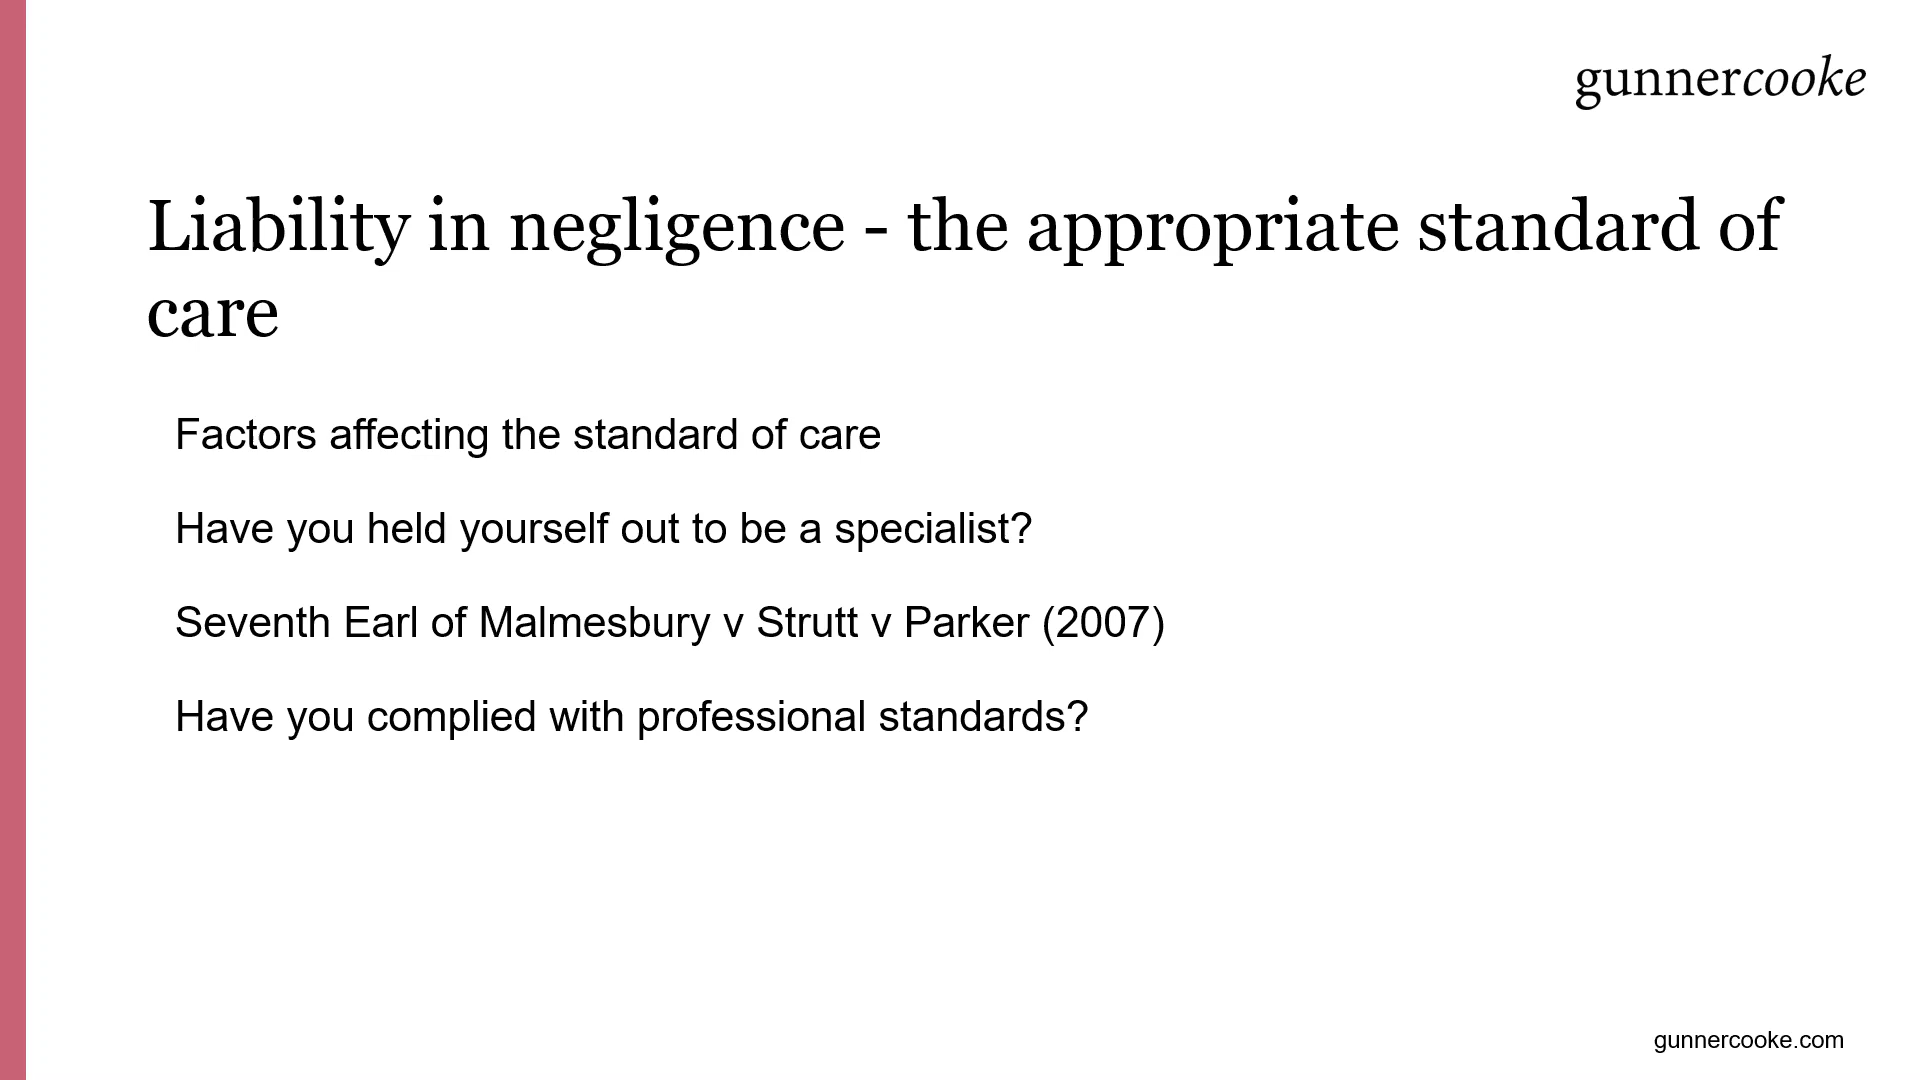 gunnercooke
Liability in negligence - the appropriate standard of
care
Factors affecting the standard of care
Have you held yourself out to be a specialist?
Seventh Earl of Malmesbury v Strutt v Parker (2007)
Have you complied with professional standards?
gunnercooke.com